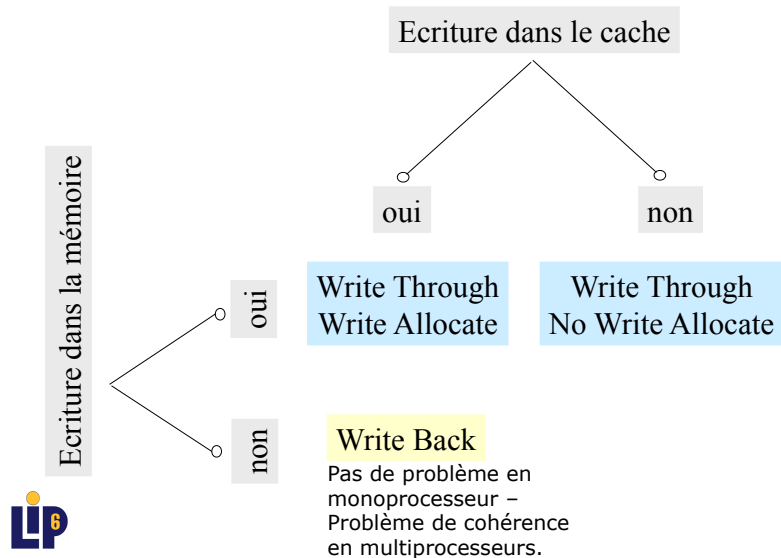 Ecriture dans le cache
Ecriture dans la mémoire
oui
non
oui
Write Through
Write Allocate
Write Through
No Write Allocate
non
Write Back
Pas de problème en
monoprocesseur –
Problème de cohérence
en multiprocesseurs.
LIP6